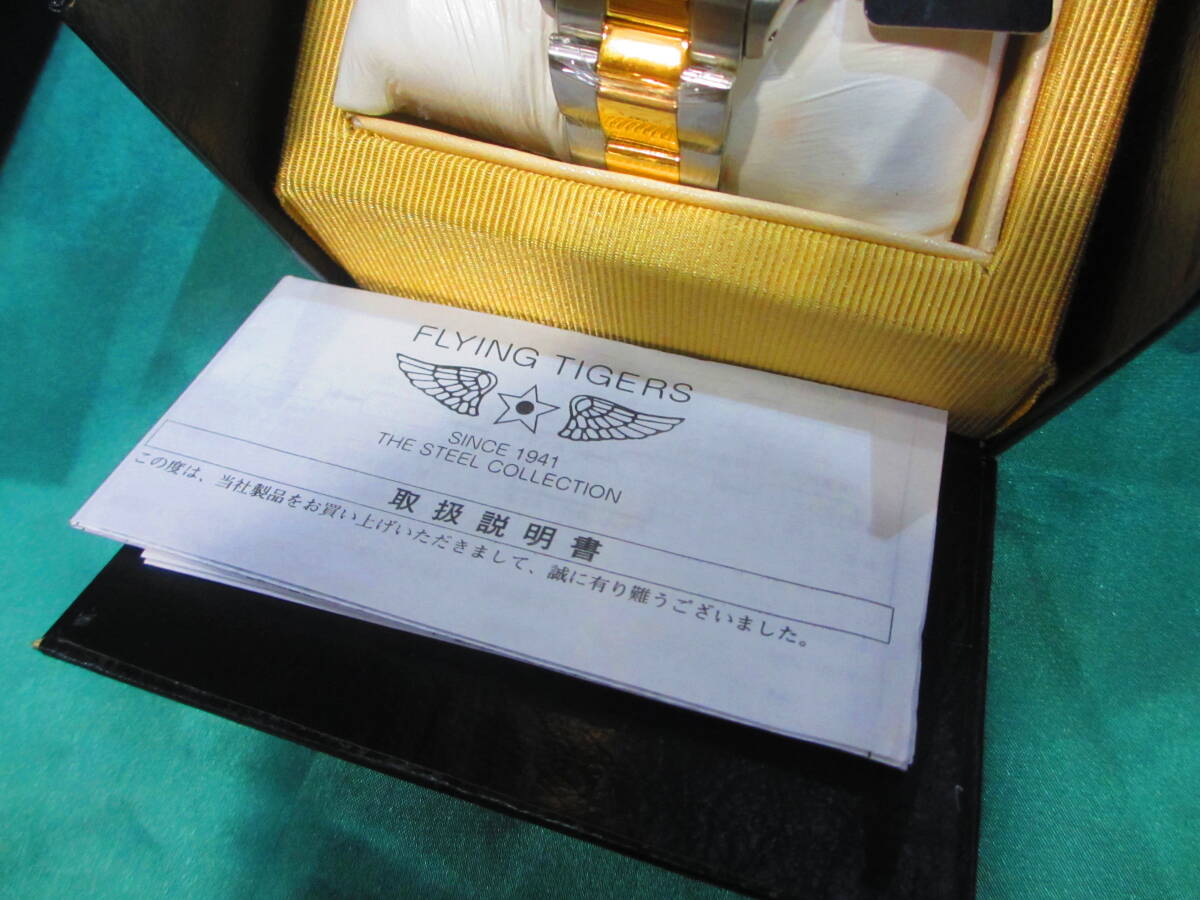 FLYING TIGERS
SINCE 1941
THE STEEL COLLECTION
取扱説明書
この度は、当社製品をお買い上げいただきまして、誠に有り難うございました。